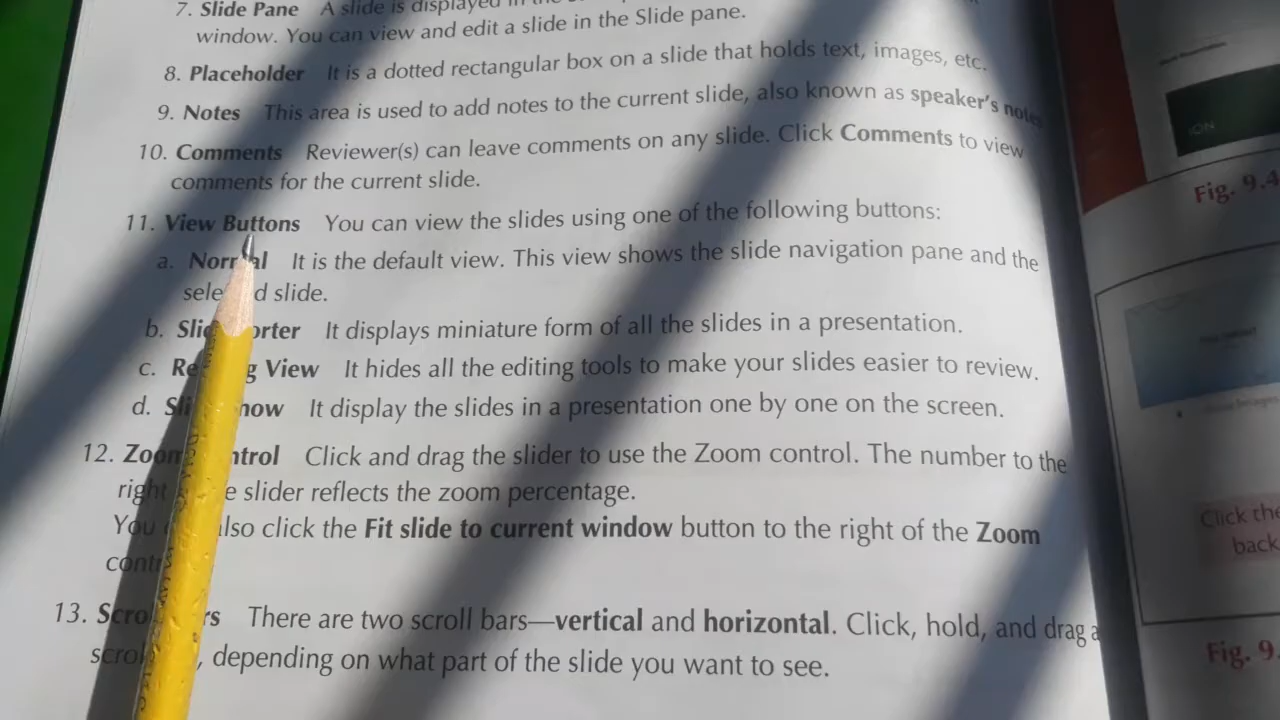 7. Slide Pane A slide is displayed in the
window. You can view and edit a slide in the Slide pane.
8. Placeholder It is a dotted rectangular box on a slide that holds text, images, etc.
9. Notes This area is used to add notes to the current slide, also known as speaker's notes
10. Comments Reviewer(s) can leave comments on any slide. Click Comments to view
comments for the current slide.
11. View Buttons You can view the slides using one of the following buttons:
a. Normal It is the default view. This view shows the slide navigation pane and the
selected slide.
b. Slide Sorter It displays miniature form of all the slides in a presentation.
c. Reading View It hides all the editing tools to make your slides easier to review.
d. Slide Show It display the slides in a presentation one by one on the screen.
12. Zoom Control Click and drag the slider to use the Zoom control. The number to the
right slider reflects the zoom percentage.
You also click the Fit slide to current window button to the right of the Zoom
13. Scroll There are two scroll bars—vertical and horizontal. Click, hold, and drag a
depending on what part of the slide you want to see.
ION
Fig. 9.4
Click the
back
Fig. 9.